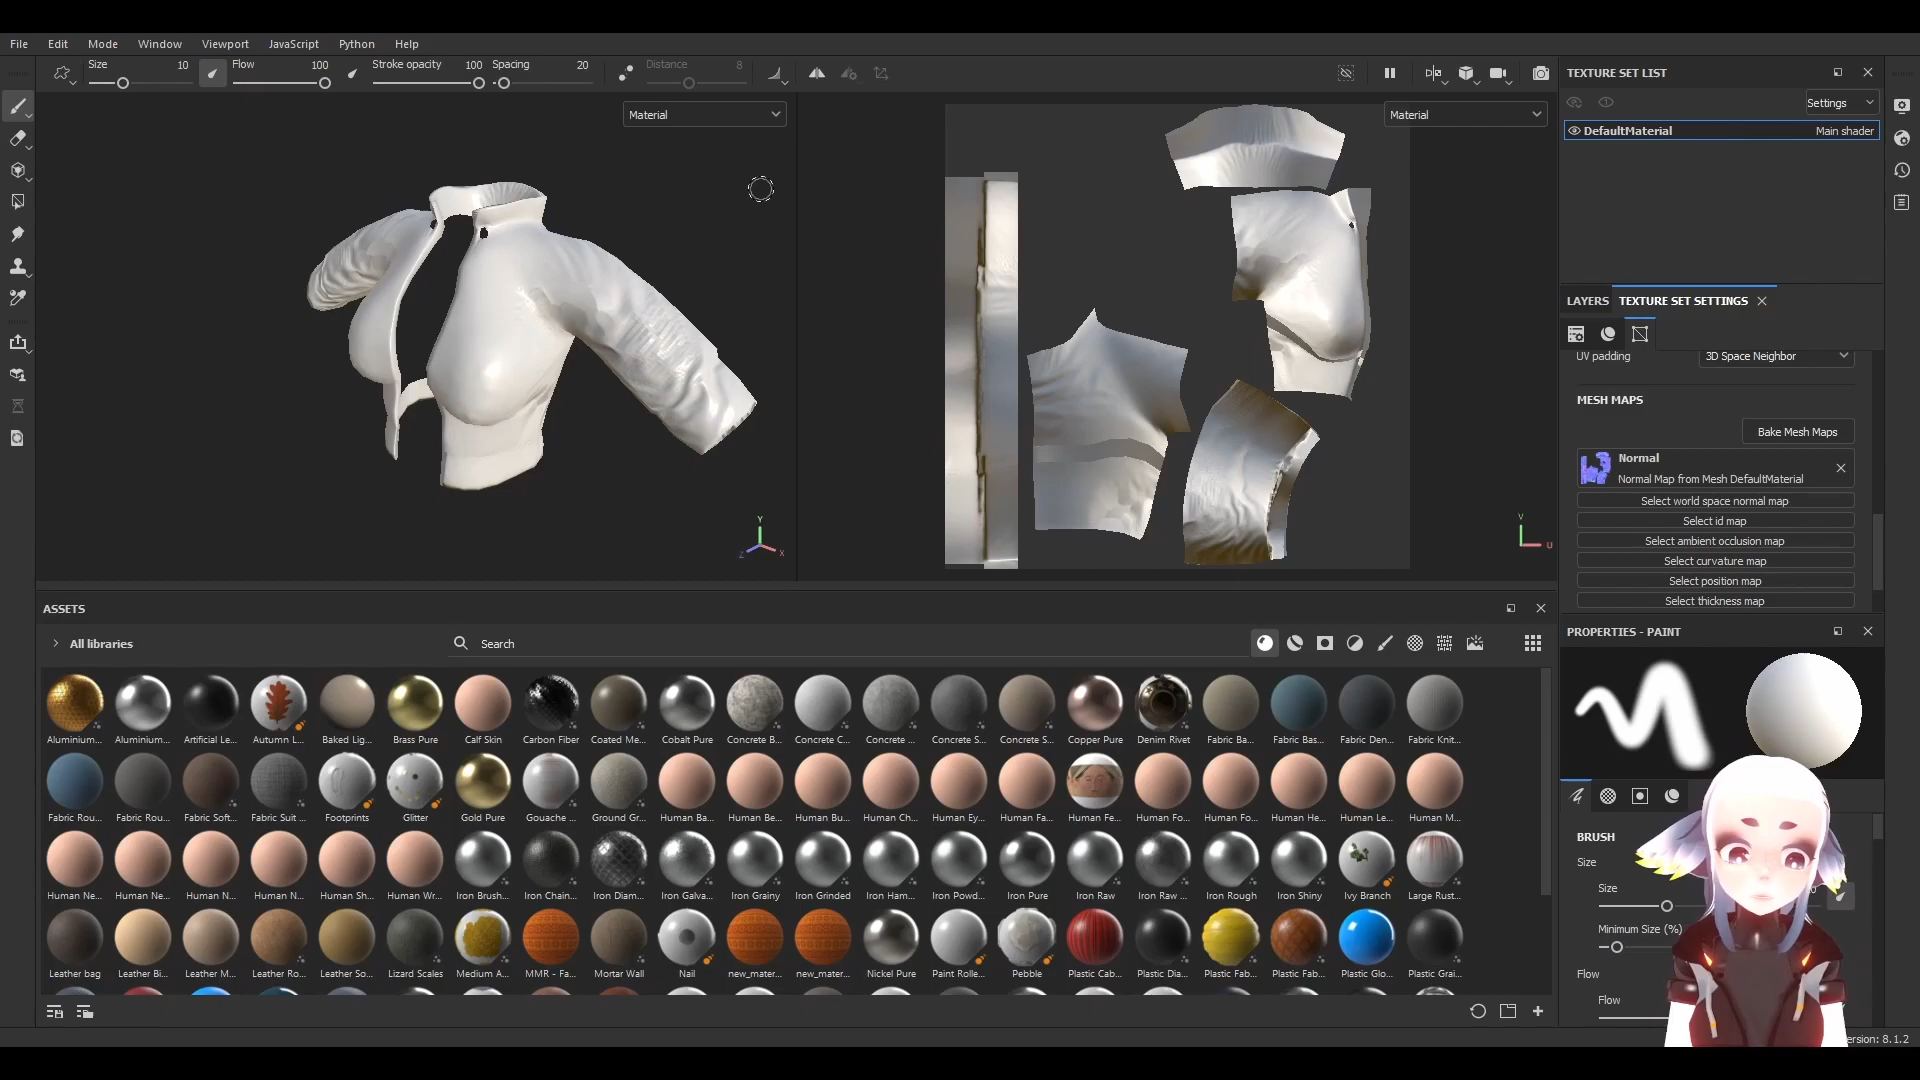 File Edit Mode Window Viewport JavaScript Python Help
Size 10 Flow 100 Stroke opacity 100 Spacing 20 Distance 8
Material
Material
Y
Z X
V
U
TEXTURE SET LIST
Settings
DefaultMaterial Main shader
LAYERS TEXTURE SET SETTINGS
UV padding 3D Space Neighbor
MESH MAPS
Bake Mesh Maps
Normal
Normal Map from Mesh DefaultMaterial
Select world space normal map
Select id map
Select ambient occlusion map
Select curvature map
Select position map
Select thickness map
PROPERTIES - PAINT
BRUSH
Size
Size
Minimum Size (%)
Flow
Flow
ASSETS
All libraries Search
Aluminium... Aluminium... Artificial Le... Autumn L... Baked Lig... Brass Pure Calf Skin Carbon Fiber Coated Me... Cobalt Pure Concrete B... Concrete C... Concrete ... Concrete S... Concrete S... Copper Pure Denim Rivet Fabric Ba... Fabric Bas... Fabric Den... Fabric Knit...
Fabric Rou... Fabric Rou... Fabric Soft... Fabric Suit ... Footprints Glitter Gold Pure Gouache ... Ground Gr... Human Ba... Human Be... Human Bu... Human Ch... Human Ey... Human Fa... Human Fe... Human Fo... Human Fo... Human He... Human Le... Human M...
Human Ne... Human Ne... Human N... Human N... Human Sh... Human Wr... Iron Brush... Iron Chain... Iron Diam... Iron Galva... Iron Grainy Iron Grinded Iron Ham... Iron Powd... Iron Pure Iron Raw Iron Raw ... Iron Rough Iron Shiny Ivy Branch Large Rust...
Leather bag Leather Bi... Leather M... Leather Ro... Leather So... Lizard Scales Medium A... MMR - Fa... Mortar Wall Nail new_mater... new_mater... Nickel Pure Paint Rolle... Pebble Plastic Cab... Plastic Dia... Plastic Fab... Plastic Fab... Plastic Glo... Plastic Grai...
ersion: 8.1.2